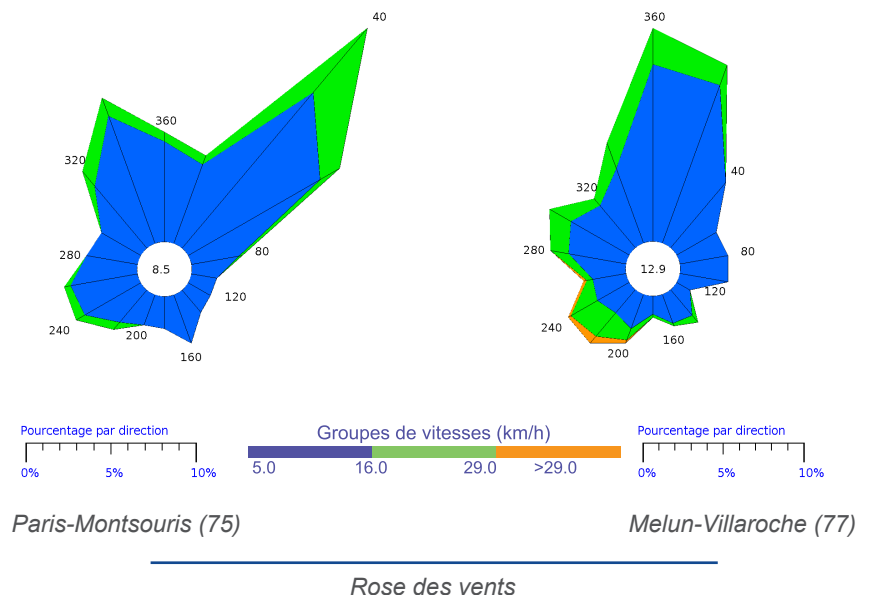 40
360
320
8.5
280
80
120
240
200
160
360
40
320
12.9
280
80
120
240
160
200
Pourcentage par direction
0% 5% 10%
Groupes de vitesses (km/h)
5.0 16.0 29.0 >29.0
Pourcentage par direction
0% 5% 10%
Paris-Montsouris (75)
Melun-Villaroche (77)
Rose des vents